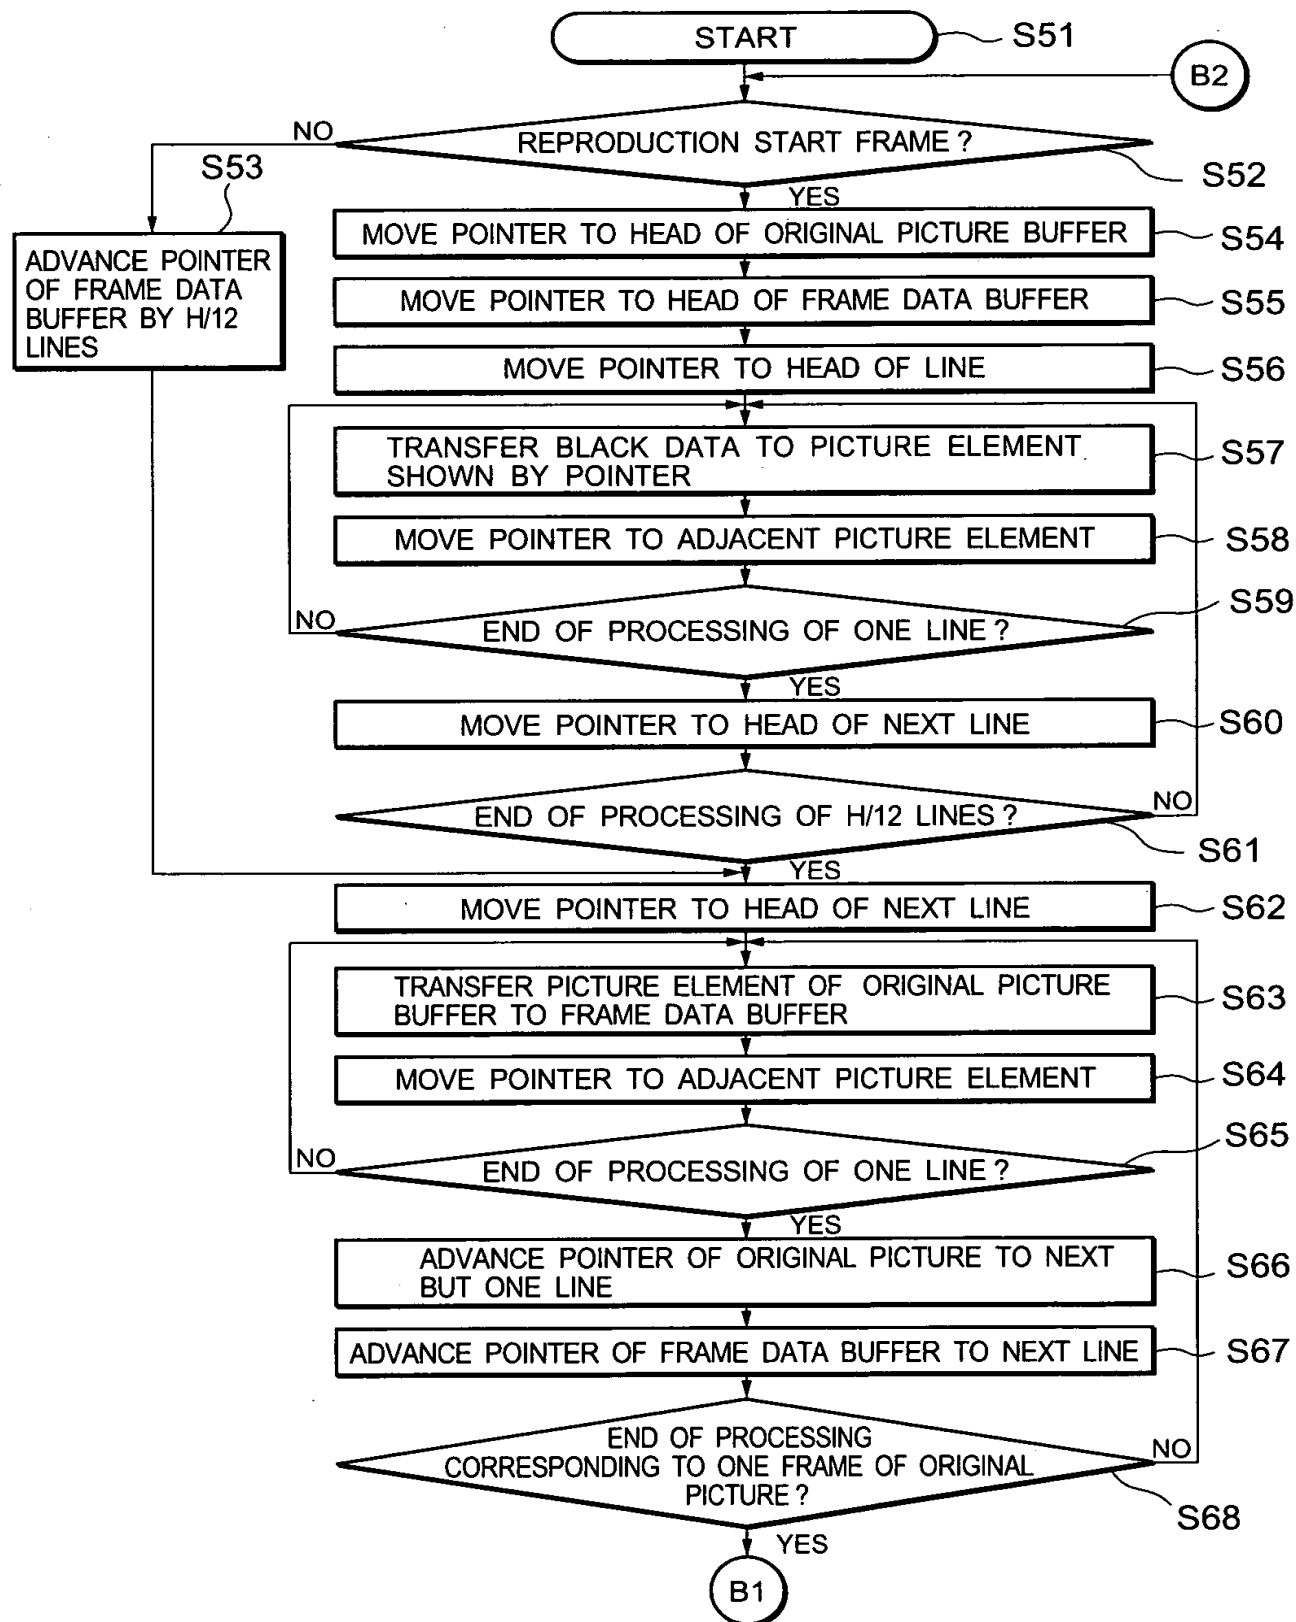 START
S51
B2
NO
REPRODUCTION START FRAME ?
S53
S52
YES
MOVE POINTER TO HEAD OF ORIGINAL PICTURE BUFFER
S54
ADVANCE POINTER
OF FRAME DATA
BUFFER BY H/12
LINES
MOVE POINTER TO HEAD OF FRAME DATA BUFFER
S55
MOVE POINTER TO HEAD OF LINE
S56
TRANSFER BLACK DATA TO PICTURE ELEMENT
SHOWN BY POINTER
S57
MOVE POINTER TO ADJACENT PICTURE ELEMENT
S58
S59
NO
END OF PROCESSING OF ONE LINE ?
YES
MOVE POINTER TO HEAD OF NEXT LINE
S60
END OF PROCESSING OF H/12 LINES ?
NO
S61
YES
MOVE POINTER TO HEAD OF NEXT LINE
S62
TRANSFER PICTURE ELEMENT OF ORIGINAL PICTURE
BUFFER TO FRAME DATA BUFFER
S63
MOVE POINTER TO ADJACENT PICTURE ELEMENT
S64
S65
NO
END OF PROCESSING OF ONE LINE ?
YES
ADVANCE POINTER OF ORIGINAL PICTURE TO NEXT
BUT ONE LINE
S66
ADVANCE POINTER OF FRAME DATA BUFFER TO NEXT LINE
S67
END OF PROCESSING
CORRESPONDING TO ONE FRAME OF ORIGINAL
PICTURE ?
NO
S68
YES
B1